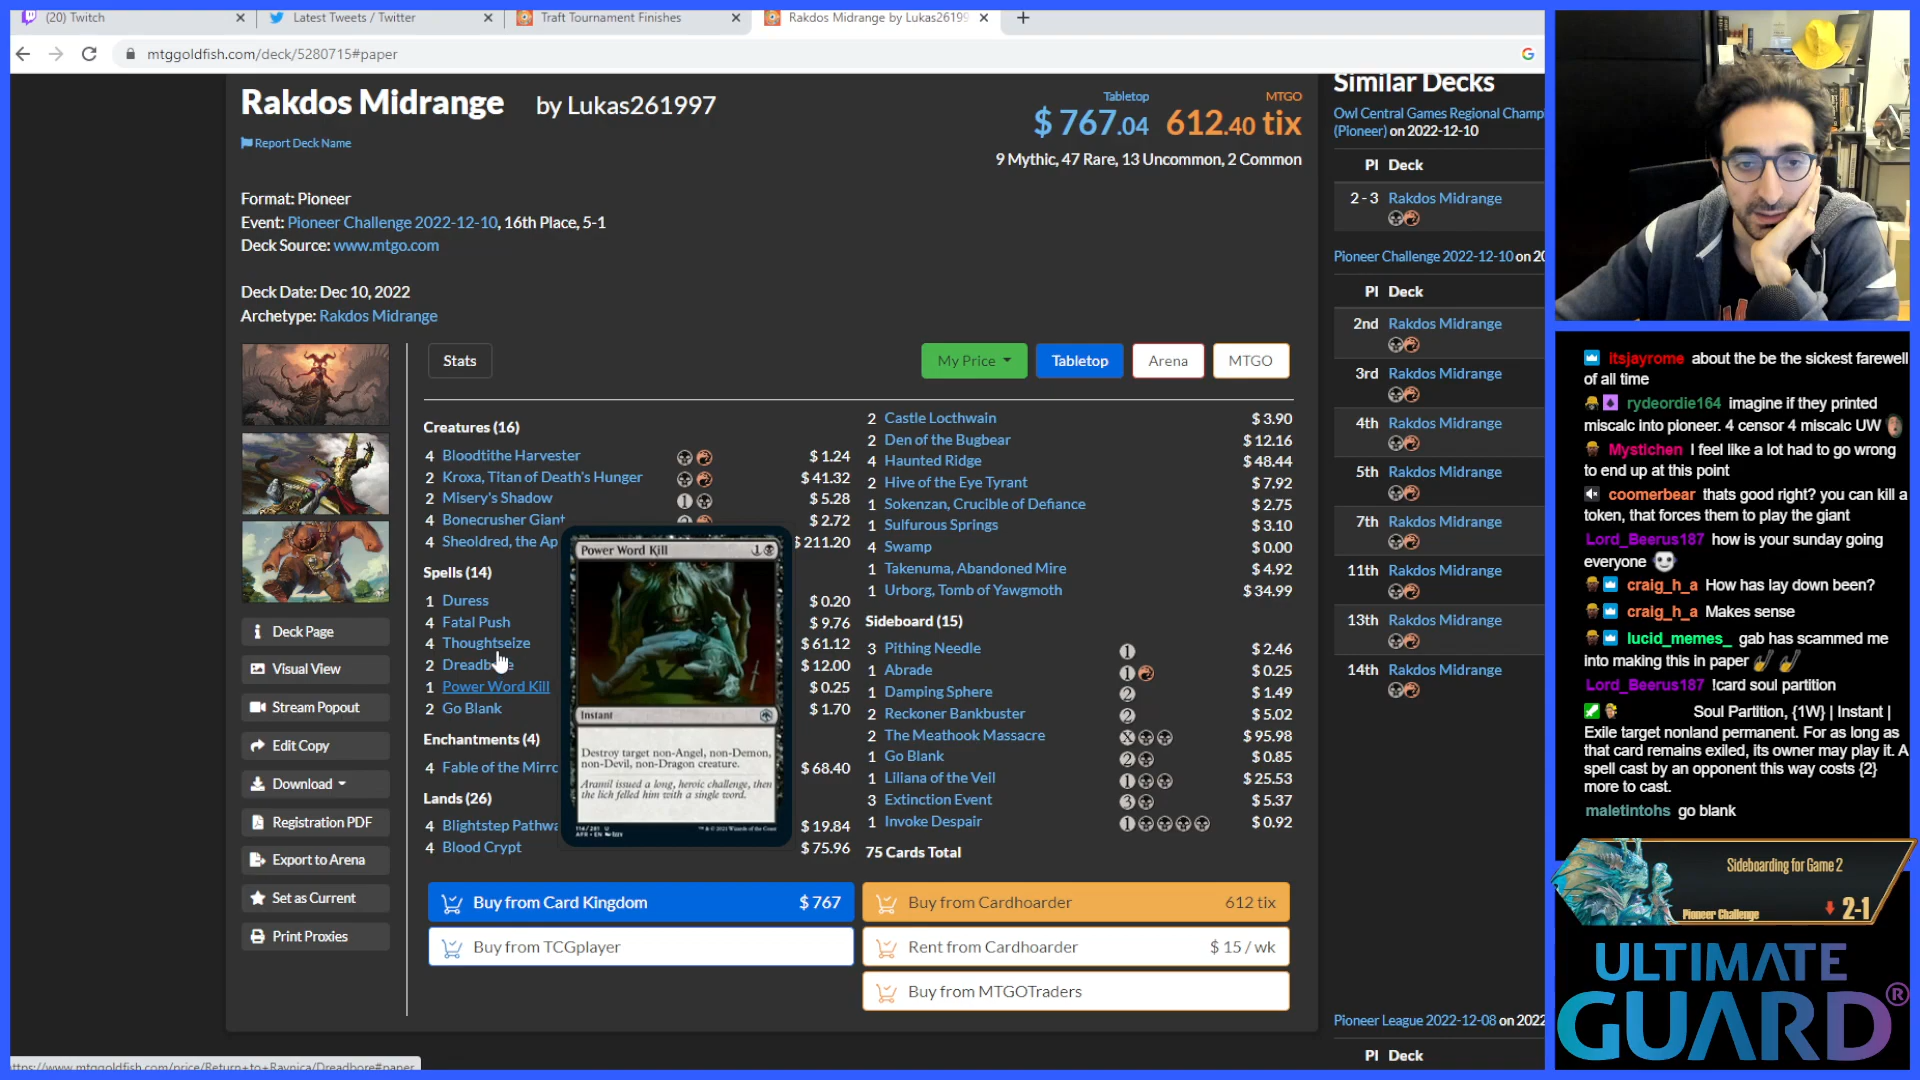 (20) Twitch
Latest Tweets / Twitter
Traft Tournament Finishes
Rakdos Midrange by Lukas26199
mtggoldfish.com/deck/5280715#paper
Rakdos Midrange by Lukas261997
Report Deck Name
Tabletop
$ 767.04
MTGO
612.40 tix
9 Mythic, 47 Rare, 13 Uncommon, 2 Common
Format: Pioneer
Event: Pioneer Challenge 2022-12-10, 16th Place, 5-1
Deck Source: www.mtgo.com
Deck Date: Dec 10, 2022
Archetype: Rakdos Midrange
Stats
My Price
Tabletop
Arena
MTGO
Deck Page
Visual View
Stream Popout
Edit Copy
Download
Registration PDF
Export to Arena
Set as Current
Print Proxies
Creatures (16)
4 Bloodtithe Harvester $ 1.24
2 Kroxa, Titan of Death's Hunger $ 41.32
2 Misery's Shadow 1 $ 5.28
4 Bonecrusher Giant $ 2.72
4 Sheoldred, the Ap $ 211.20
Spells (14)
1 Duress $ 0.20
4 Fatal Push $ 9.76
4 Thoughtseize $ 61.12
2 Dreadbore $ 12.00
1 Power Word Kill $ 0.25
2 Go Blank $ 1.70
Enchantments (4)
4 Fable of the Mirrc $ 68.40
Lands (26)
4 Blightstep Pathwa $ 19.84
4 Blood Crypt $ 75.96
Power Word Kill 1
Instant
Destroy target non-Angel, non-Demon,
non-Devil, non-Dragon creature.
Aramil issued a long, heroic challenge, then
the lich felled him with a single word.
2 Castle Locthwain $ 3.90
2 Den of the Bugbear $ 12.16
4 Haunted Ridge $ 48.44
2 Hive of the Eye Tyrant $ 7.92
1 Sokenzan, Crucible of Defiance $ 2.75
1 Sulfurous Springs $ 3.10
4 Swamp $ 0.00
1 Takenuma, Abandoned Mire $ 4.92
1 Urborg, Tomb of Yawgmoth $ 34.99
Sideboard (15)
3 Pithing Needle 1 $ 2.46
1 Abrade 1 $ 0.25
1 Damping Sphere 2 $ 1.49
2 Reckoner Bankbuster 2 $ 5.02
2 The Meathook Massacre X $ 95.98
1 Go Blank 2 $ 0.85
1 Liliana of the Veil 1 $ 25.53
3 Extinction Event 3 $ 5.37
1 Invoke Despair 1 $ 0.92
75 Cards Total
Buy from Card Kingdom $ 767
Buy from TCGplayer
Buy from Cardhoarder 612 tix
Rent from Cardhoarder $ 15 / wk
Buy from MTGOTraders
Similar Decks
Owl Central Games Regional Champ
(Pioneer) on 2022-12-10
Pl Deck
2 - 3 Rakdos Midrange
Pioneer Challenge 2022-12-10 on 20
Pl Deck
2nd Rakdos Midrange
3rd Rakdos Midrange
4th Rakdos Midrange
5th Rakdos Midrange
7th Rakdos Midrange
11th Rakdos Midrange
13th Rakdos Midrange
14th Rakdos Midrange
Pioneer League 2022-12-08 on 2022
Pl Deck
itsjayrome about the be the sickest farewell
of all time
rydeordie164 imagine if they printed
miscalc into pioneer. 4 censor 4 miscalc UW
Mystichen I feel like a lot had to go wrong
to end up at this point
coomerbear thats good right? you can kill a
token, that forces them to play the giant
Lord_Beerus187 how is your sunday going
everyone
craig_h_a How has lay down been?
craig_h_a Makes sense
lucid_memes_ gab has scammed me
into making this in paper
Lord_Beerus187 !card soul partition
Soul Partition, {1W} | Instant |
Exile target nonland permanent. For as long as
that card remains exiled, its owner may play it. A
spell cast by an opponent this way costs {2}
more to cast.
maletintohs go blank
Sideboarding for Game 2
Pioneer Challenge 2-1
ULTIMATE
GUARD®
ttps://www.mtggoldfish.com/price/Return+to+Ravnica/Dreadbore#paper